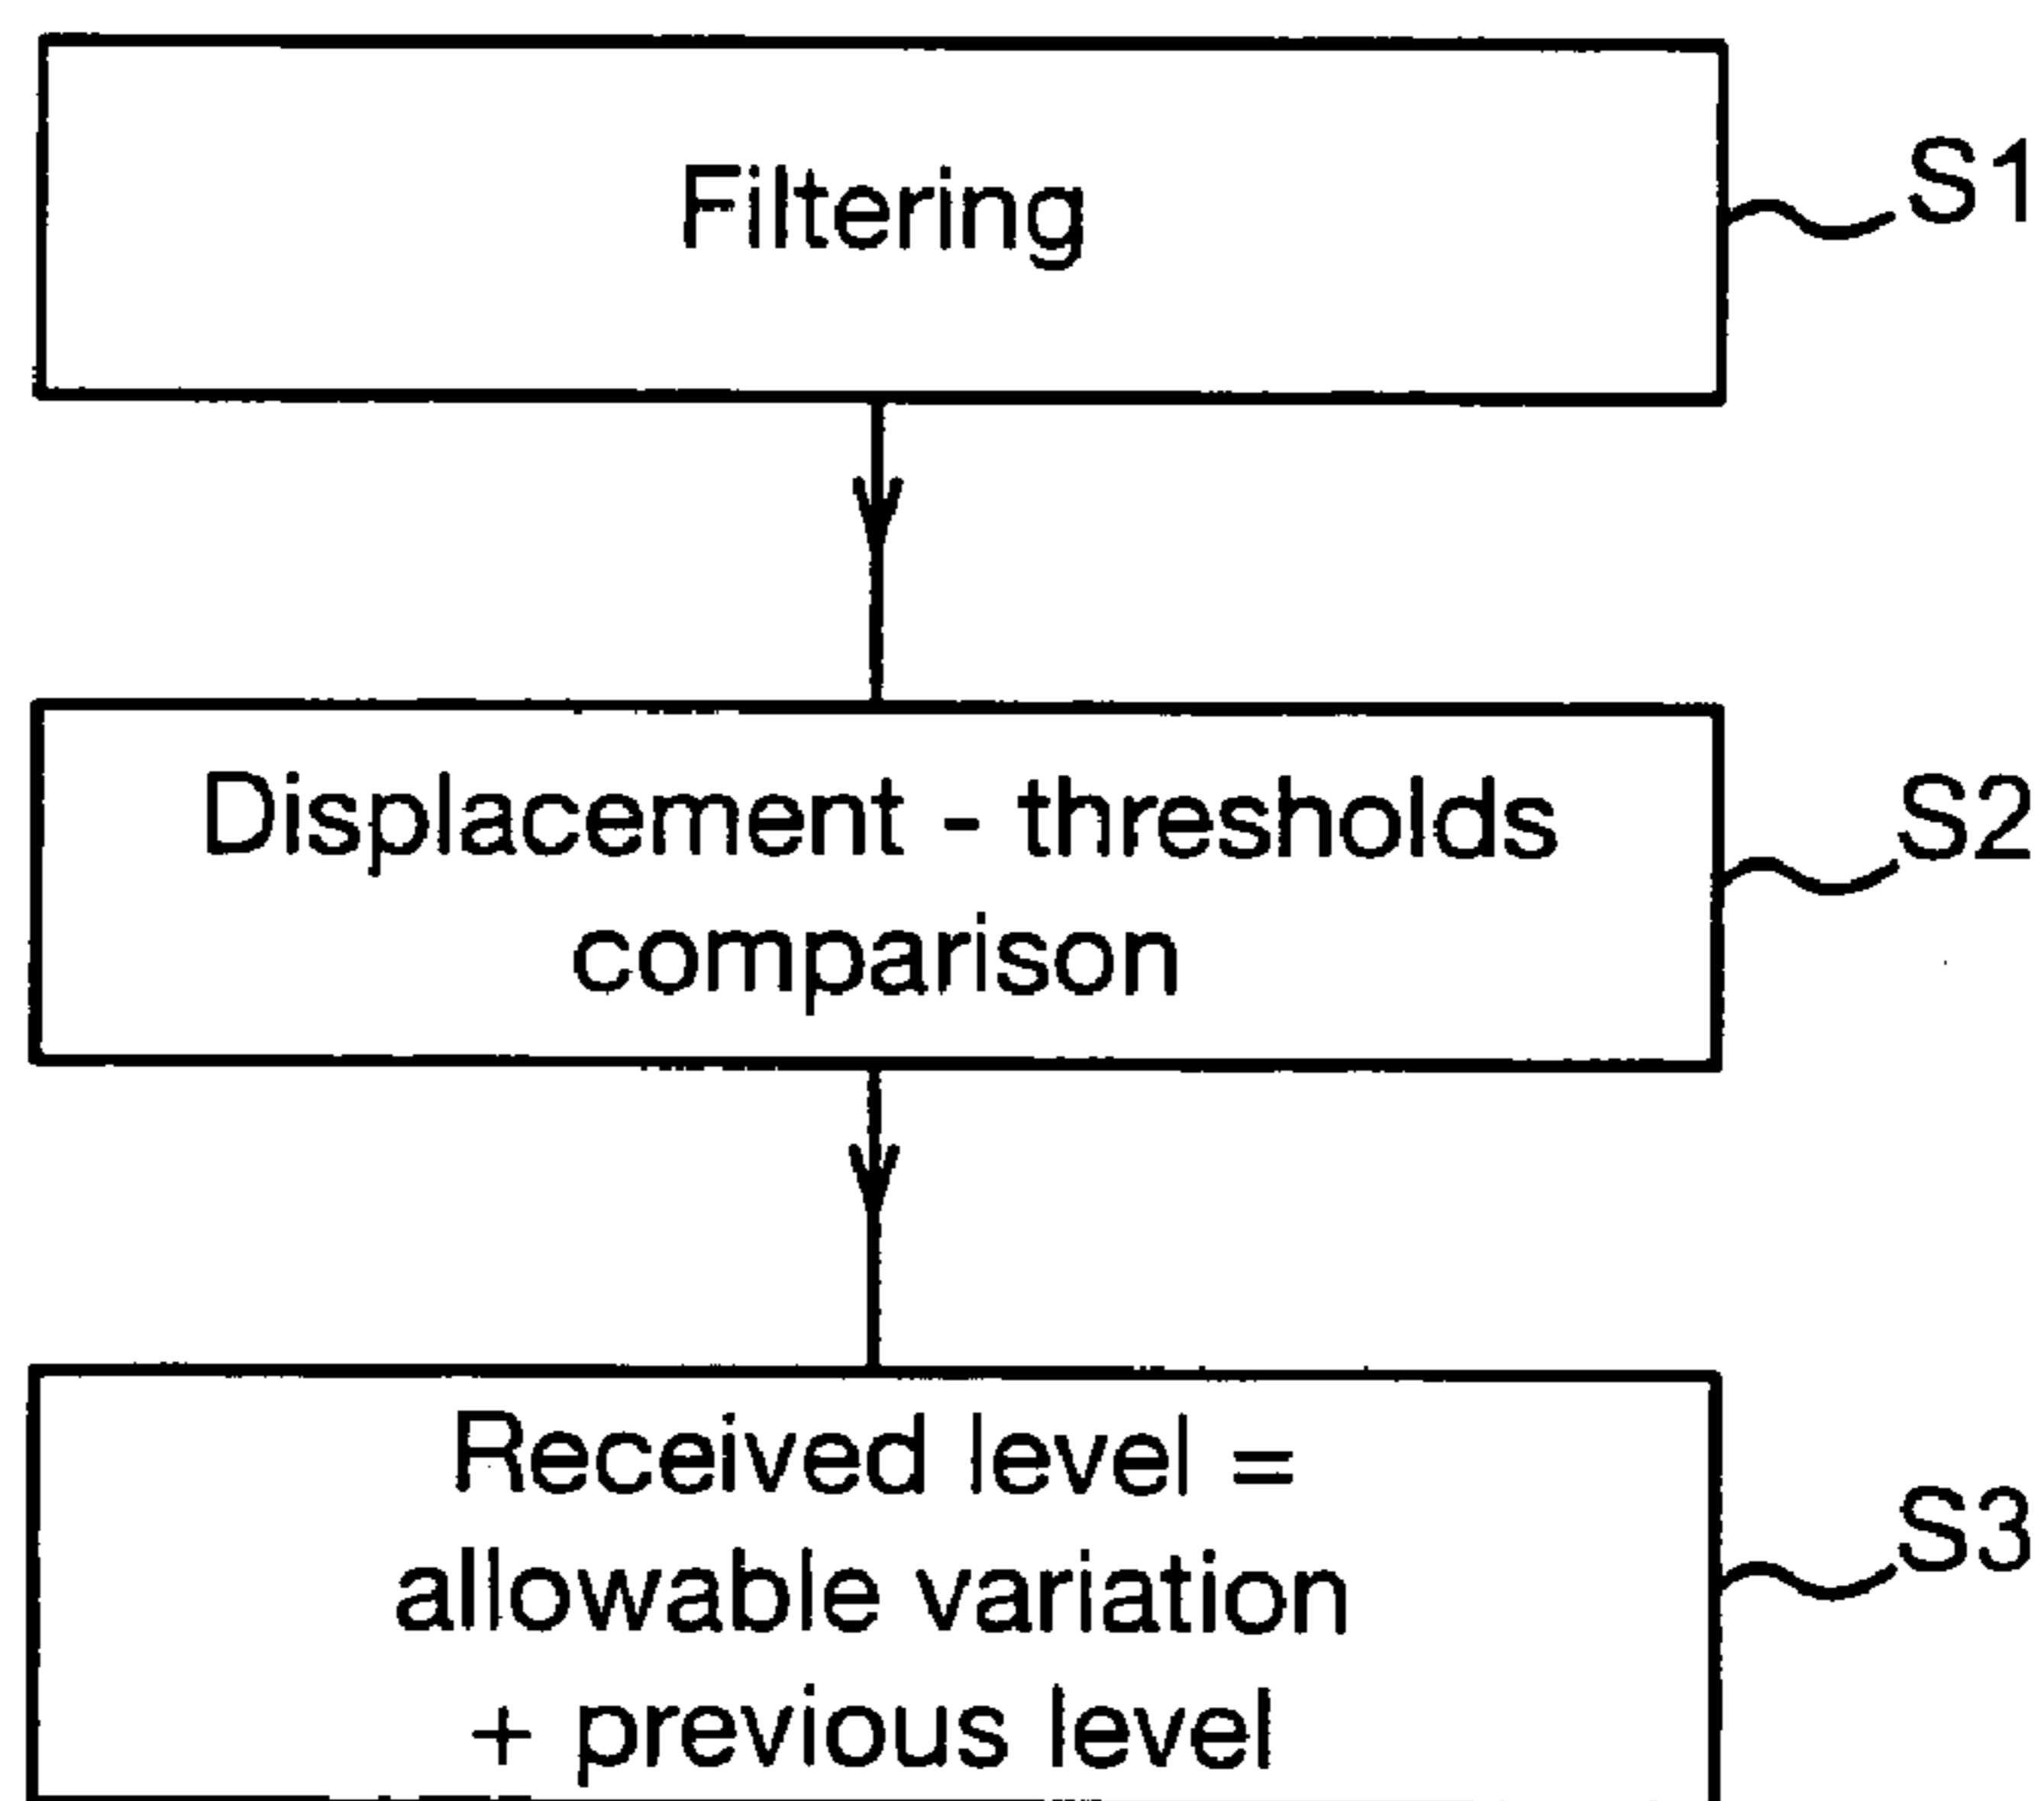 Filtering
S1
Displacement - thresholds
comparison
S2
Received level =
allowable variation
+ previous level
S3